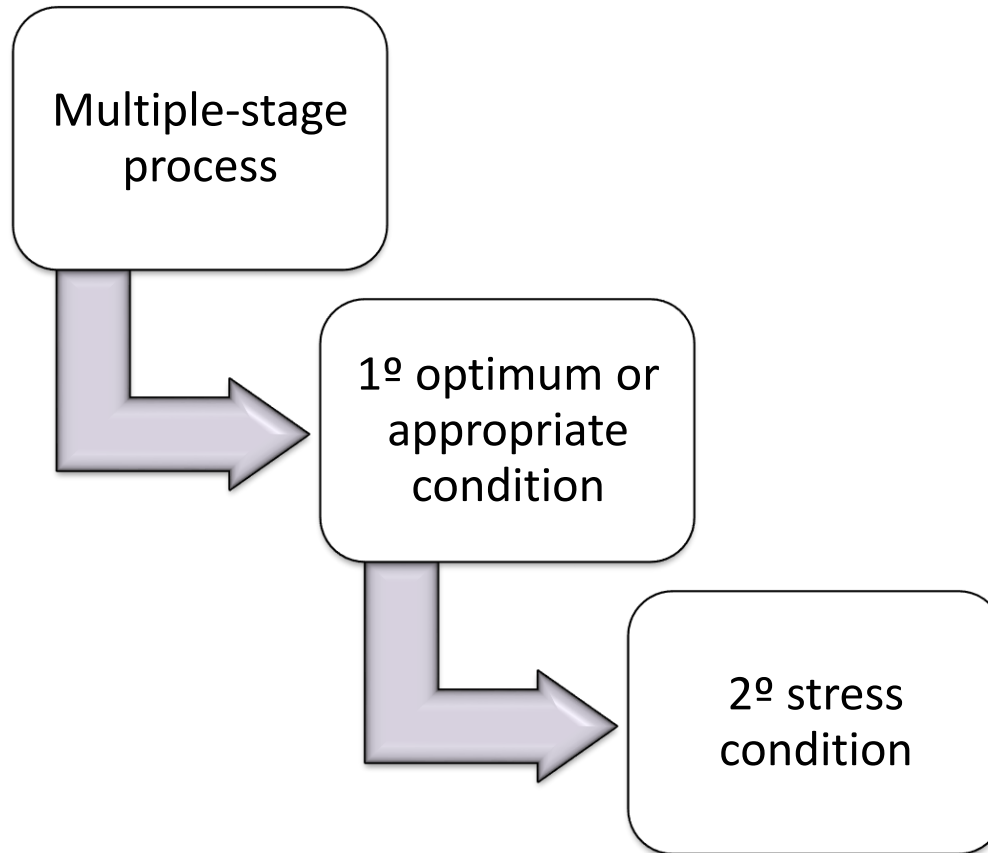 Multiple-stage
process
1º optimum or
appropriate
condition
2º stress
condition